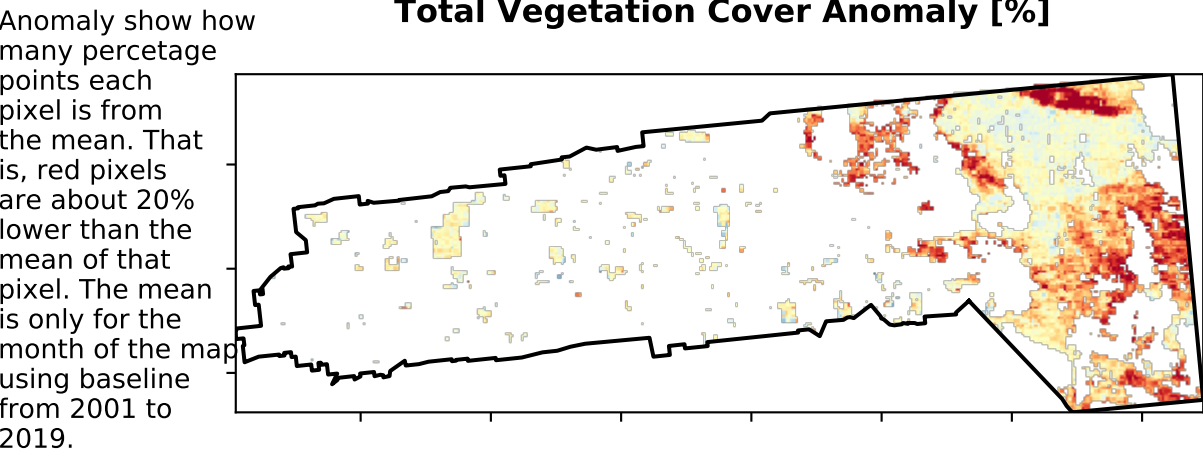 Total Vegetation Cover Anomaly [%]
Anomaly show how
many percetage
points each
pixel is from
the mean. That
is, red pixels
are about 20%
lower than the
mean of that
pixel. The mean
is only for the
month of the map
using baseline
from 2001 to
2019.